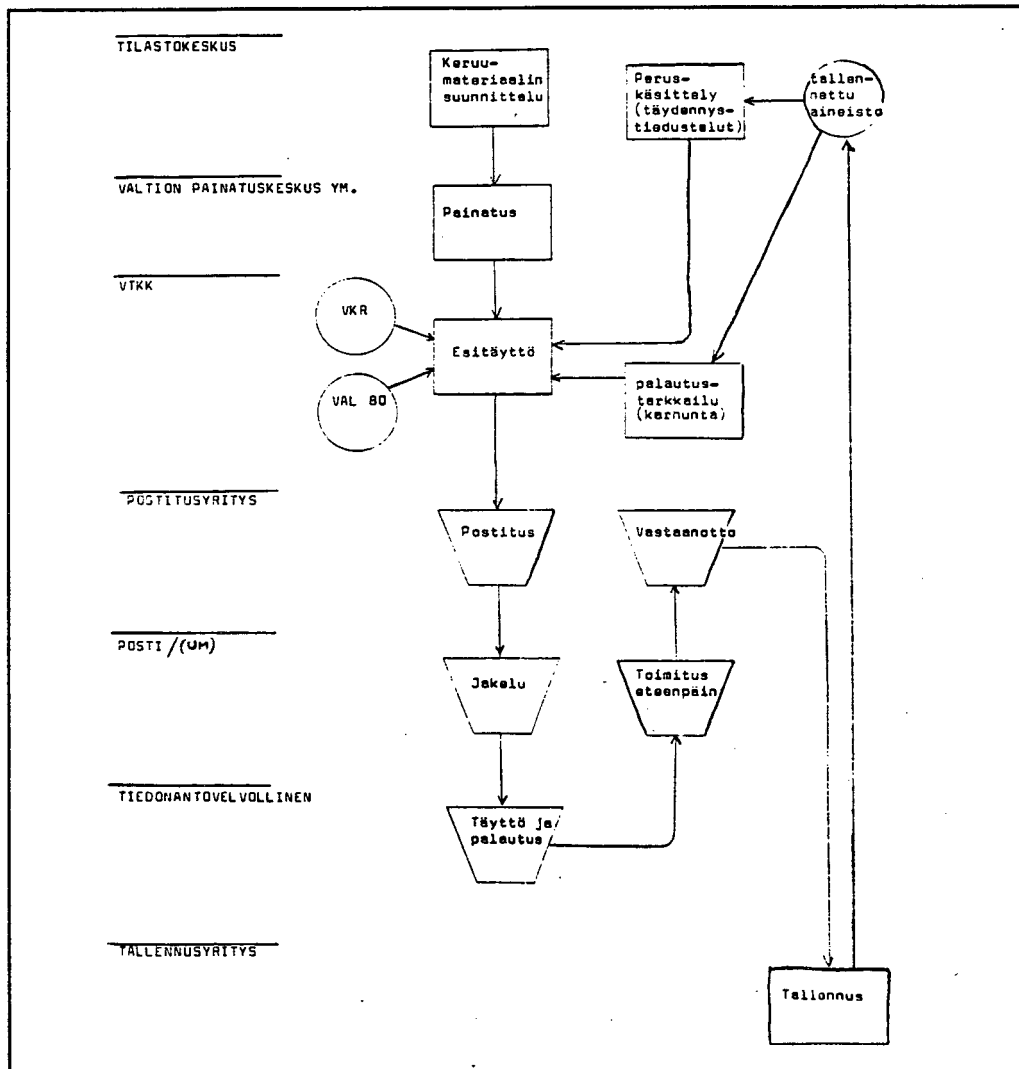 TILASTOKESKUS
Keruu-
materiaalin
suunnittelu
Perus-
käsittely
(täydennys-
tiedustelut)
tallen-
nettu
aineisto
VALTION PAINATUSKESKUS YM.
Painatus
VTKK
VKR
Esitäyttö
VAL 80
palautus-
tarkkailu
(karhunta)
POSTITUSYRITYS
Postitus
Vastaanotto
POSTI /(UM)
Jakelu
Toimitus
eteenpäin
TIEDONANTOVELVOLLINEN
Täyttö ja
palautus
TALLENNUSYRITYS
Tallennus